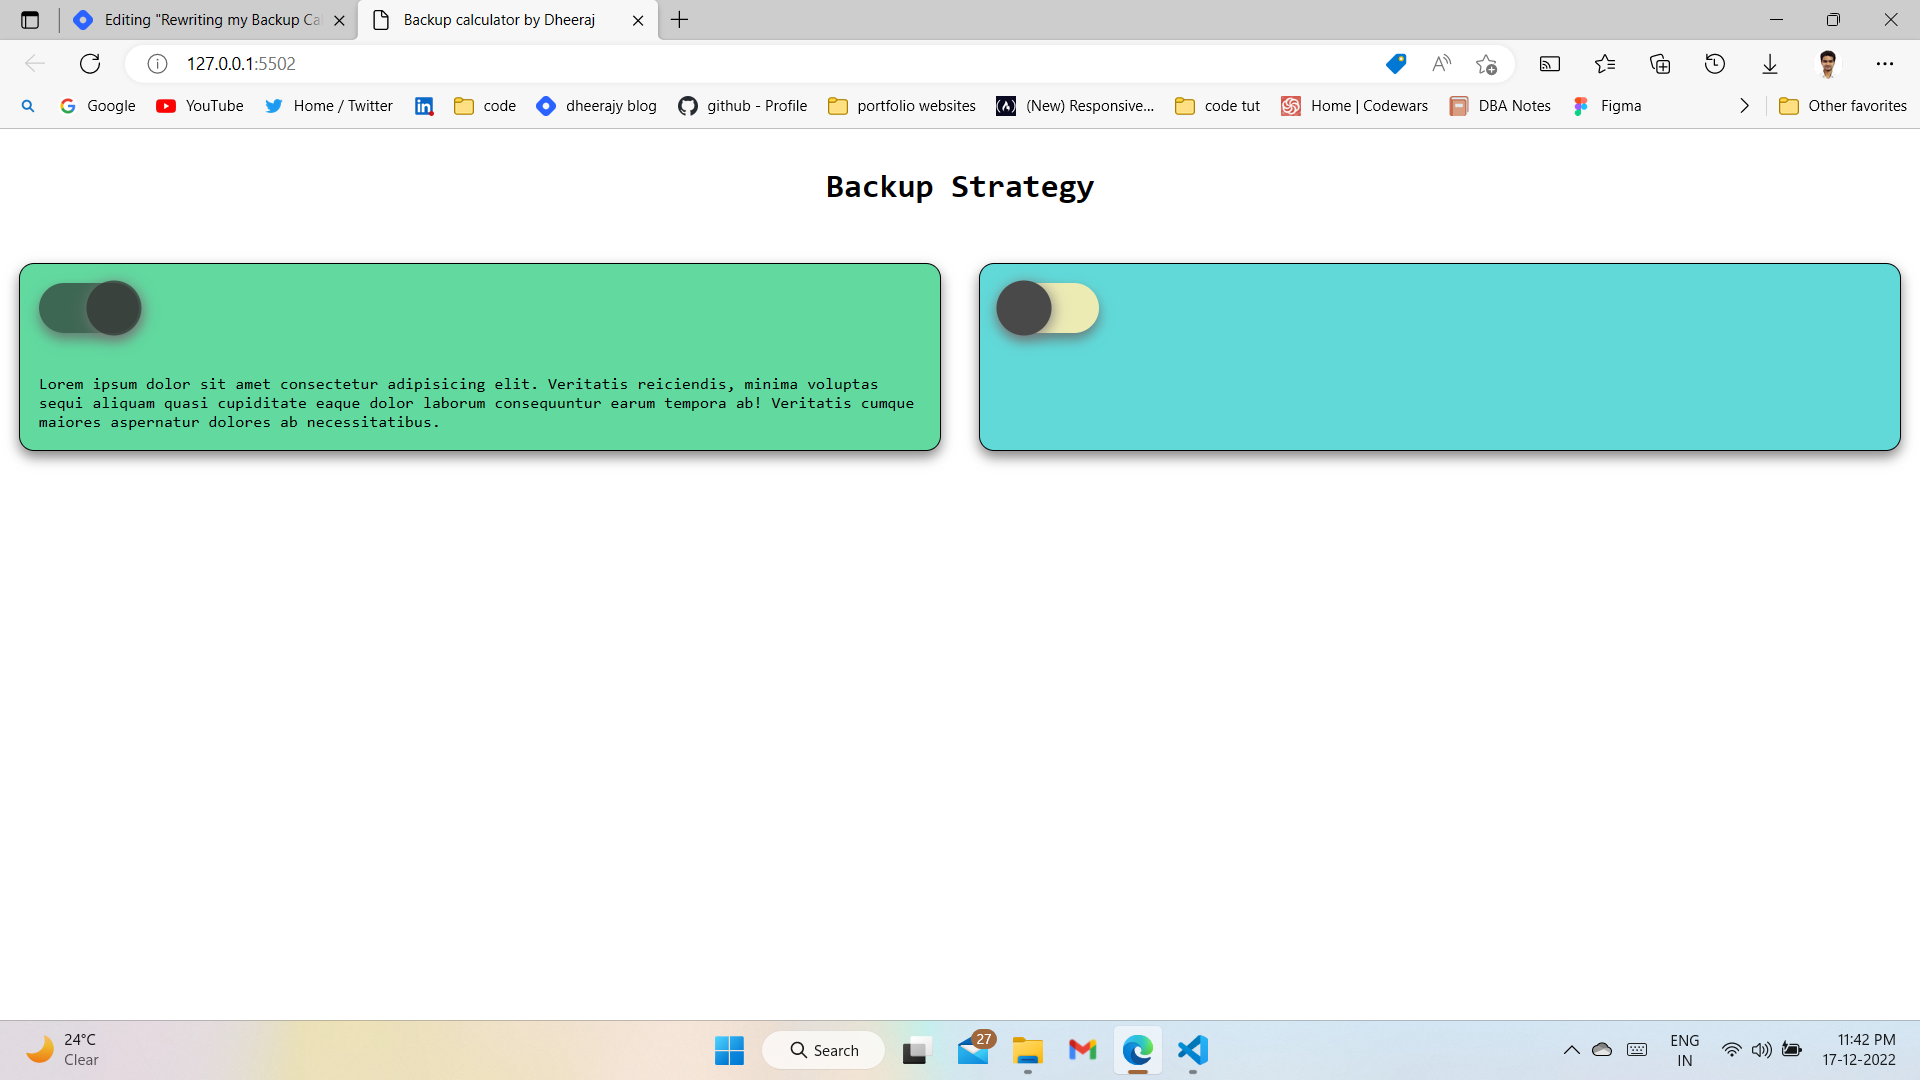 Editing "Rewriting my Backup Ca
Backup calculator by Dheeraj
127.0.0.1:5502
Google
YouTube
Home / Twitter
code
dheerajy blog
github - Profile
portfolio websites
(New) Responsive...
code tut
Home | Codewars
DBA Notes
Figma
Other favorites
Backup Strategy
Lorem ipsum dolor sit amet consectetur adipisicing elit. Veritatis reiciendis, minima voluptas
sequi aliquam quasi cupiditate eaque dolor laborum consequuntur earum tempora ab! Veritatis cumque
maiores aspernatur dolores ab necessitatibus.
24°C
Clear
Search
27
ENG
IN
11:42 PM
17-12-2022